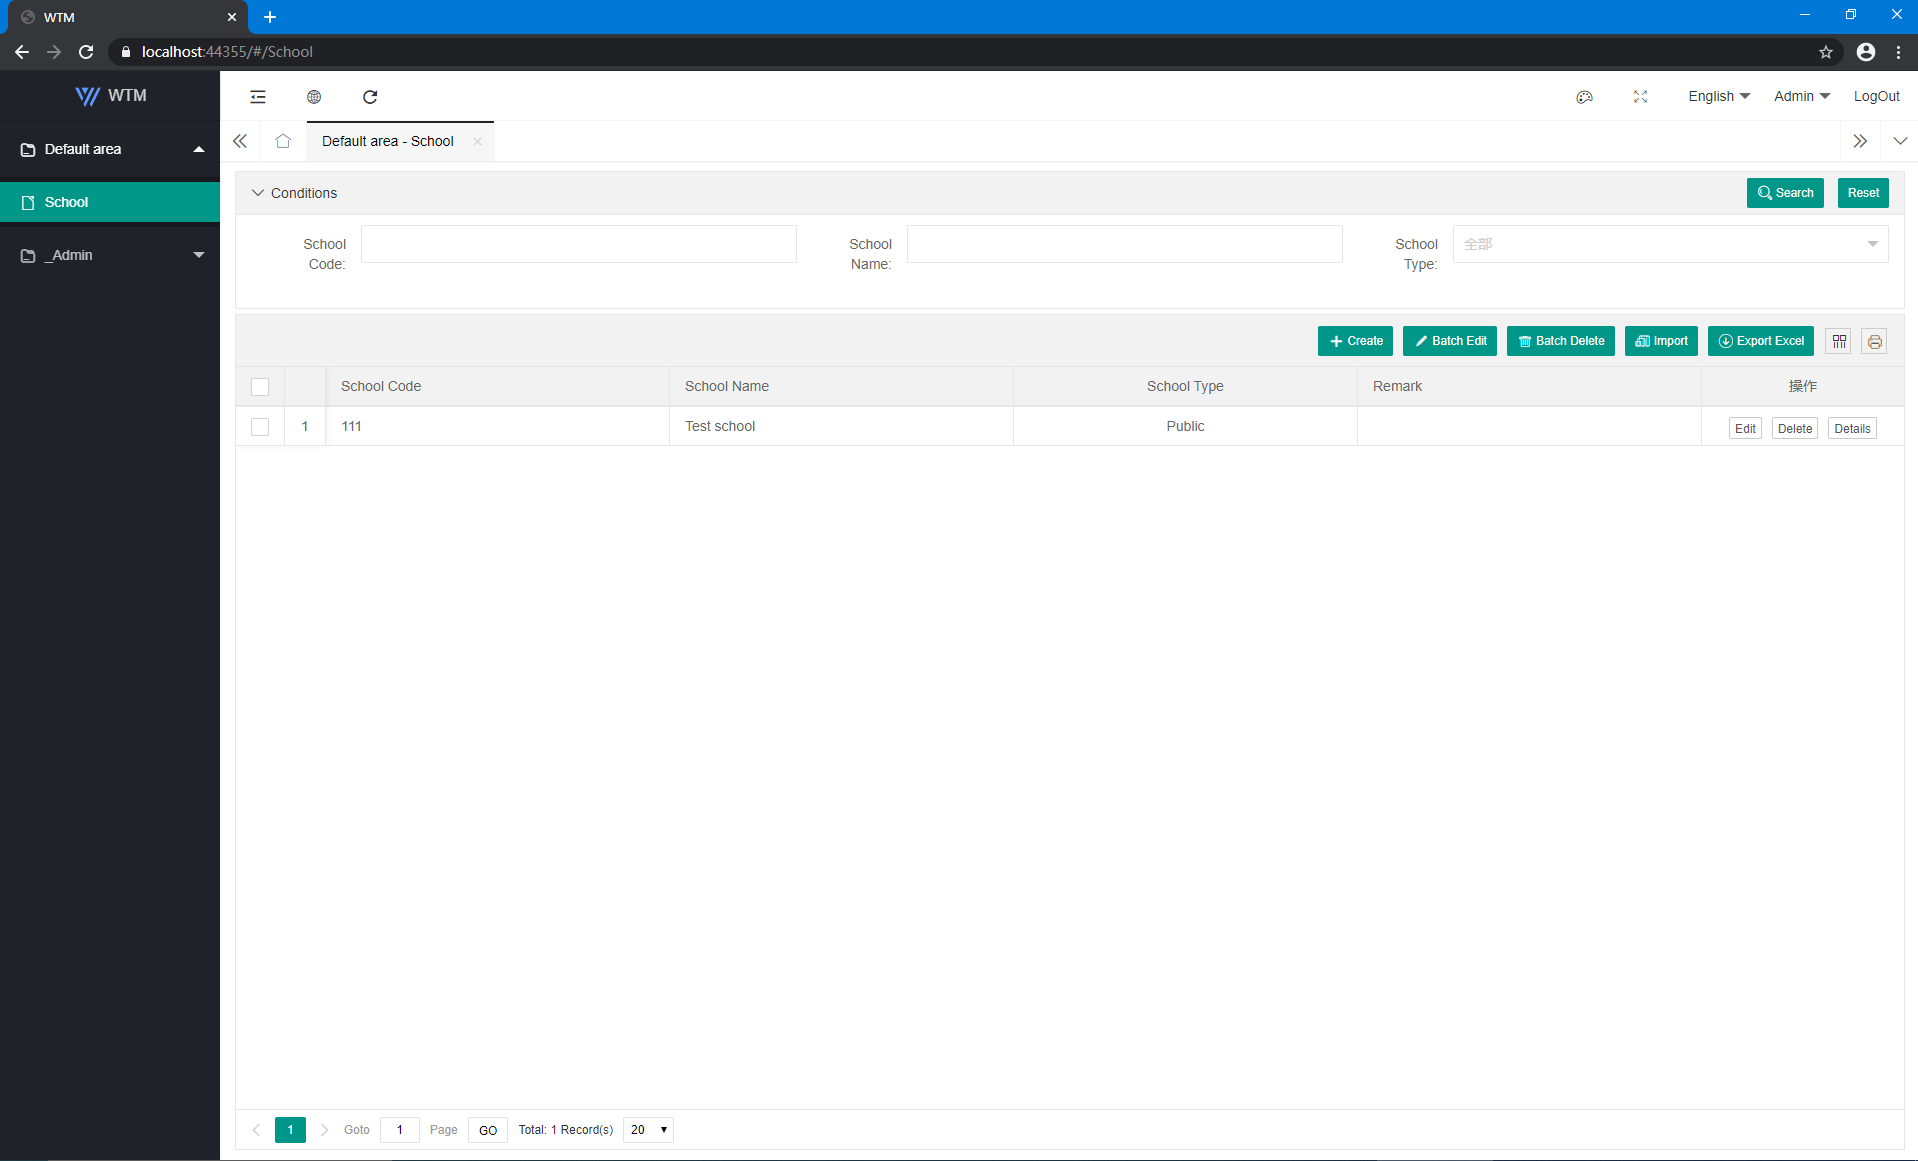 WTM
localhost:44355/#/School
WTM
English
Admin
LogOut
Default area
School
_Admin
Default area - School
Conditions
Search
Reset
School Code:
School Name:
School Type:
全部
Create
Batch Edit
Batch Delete
Import
Export Excel
School Code
School Name
School Type
Remark
操作
1
111
Test school
Public
Edit
Delete
Details
1
Goto
1
Page
GO
Total: 1 Record(s)
20